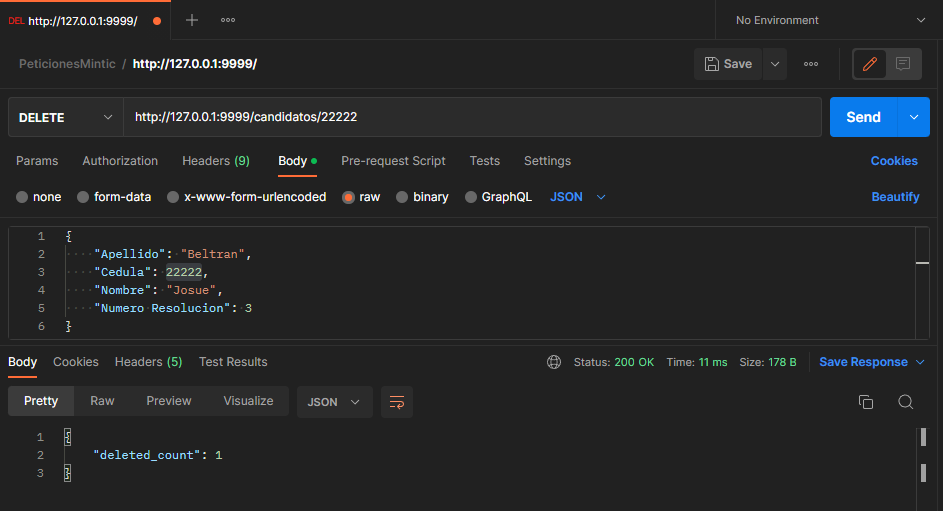 DEL http://127.0.0.1:9999/
No Environment
PeticionesMintic / http://127.0.0.1:9999/
Save
DELETE
http://127.0.0.1:9999/candidatos/22222
Send
Params Authorization Headers (9) Body Pre-request Script Tests Settings Cookies
none form-data x-www-form-urlencoded raw binary GraphQL JSON Beautify
1 {
2 "Apellido": "Beltran",
3 "Cedula": 22222,
4 "Nombre": "Josue",
5 "Numero Resolucion": 3
6 }
Body Cookies Headers (5) Test Results Status: 200 OK Time: 11 ms Size: 178 B Save Response
Pretty Raw Preview Visualize JSON
1 {
2 "deleted_count": 1
3 }